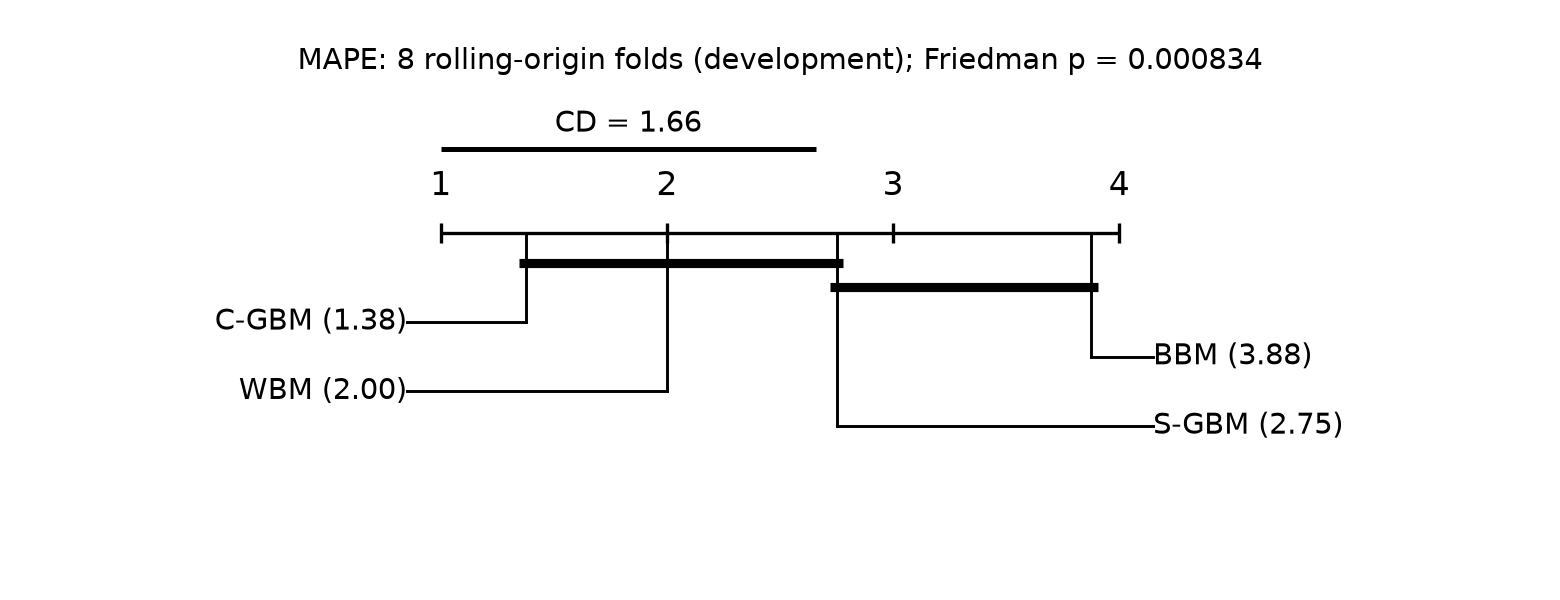 MAPE: 8 rolling-origin folds (development); Friedman p = 0.000834
CD = 1.66
1 2 3 4
C-GBM (1.38)
BBM (3.88)
WBM (2.00)
S-GBM (2.75)